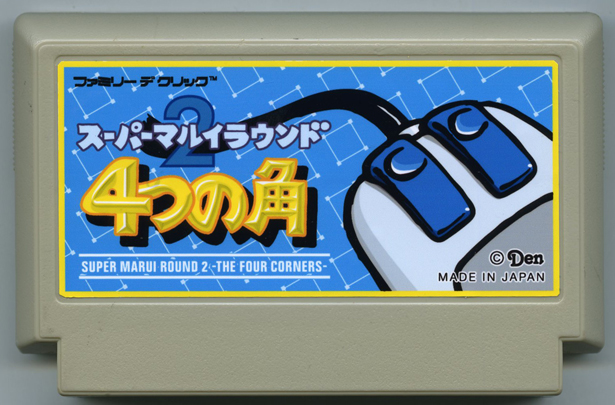 ファミリー デ クリック™
2
スーパーマルイラウンド
4つの角
SUPER MARUI ROUND 2 -THE FOUR CORNERS-
© Den
MADE IN JAPAN